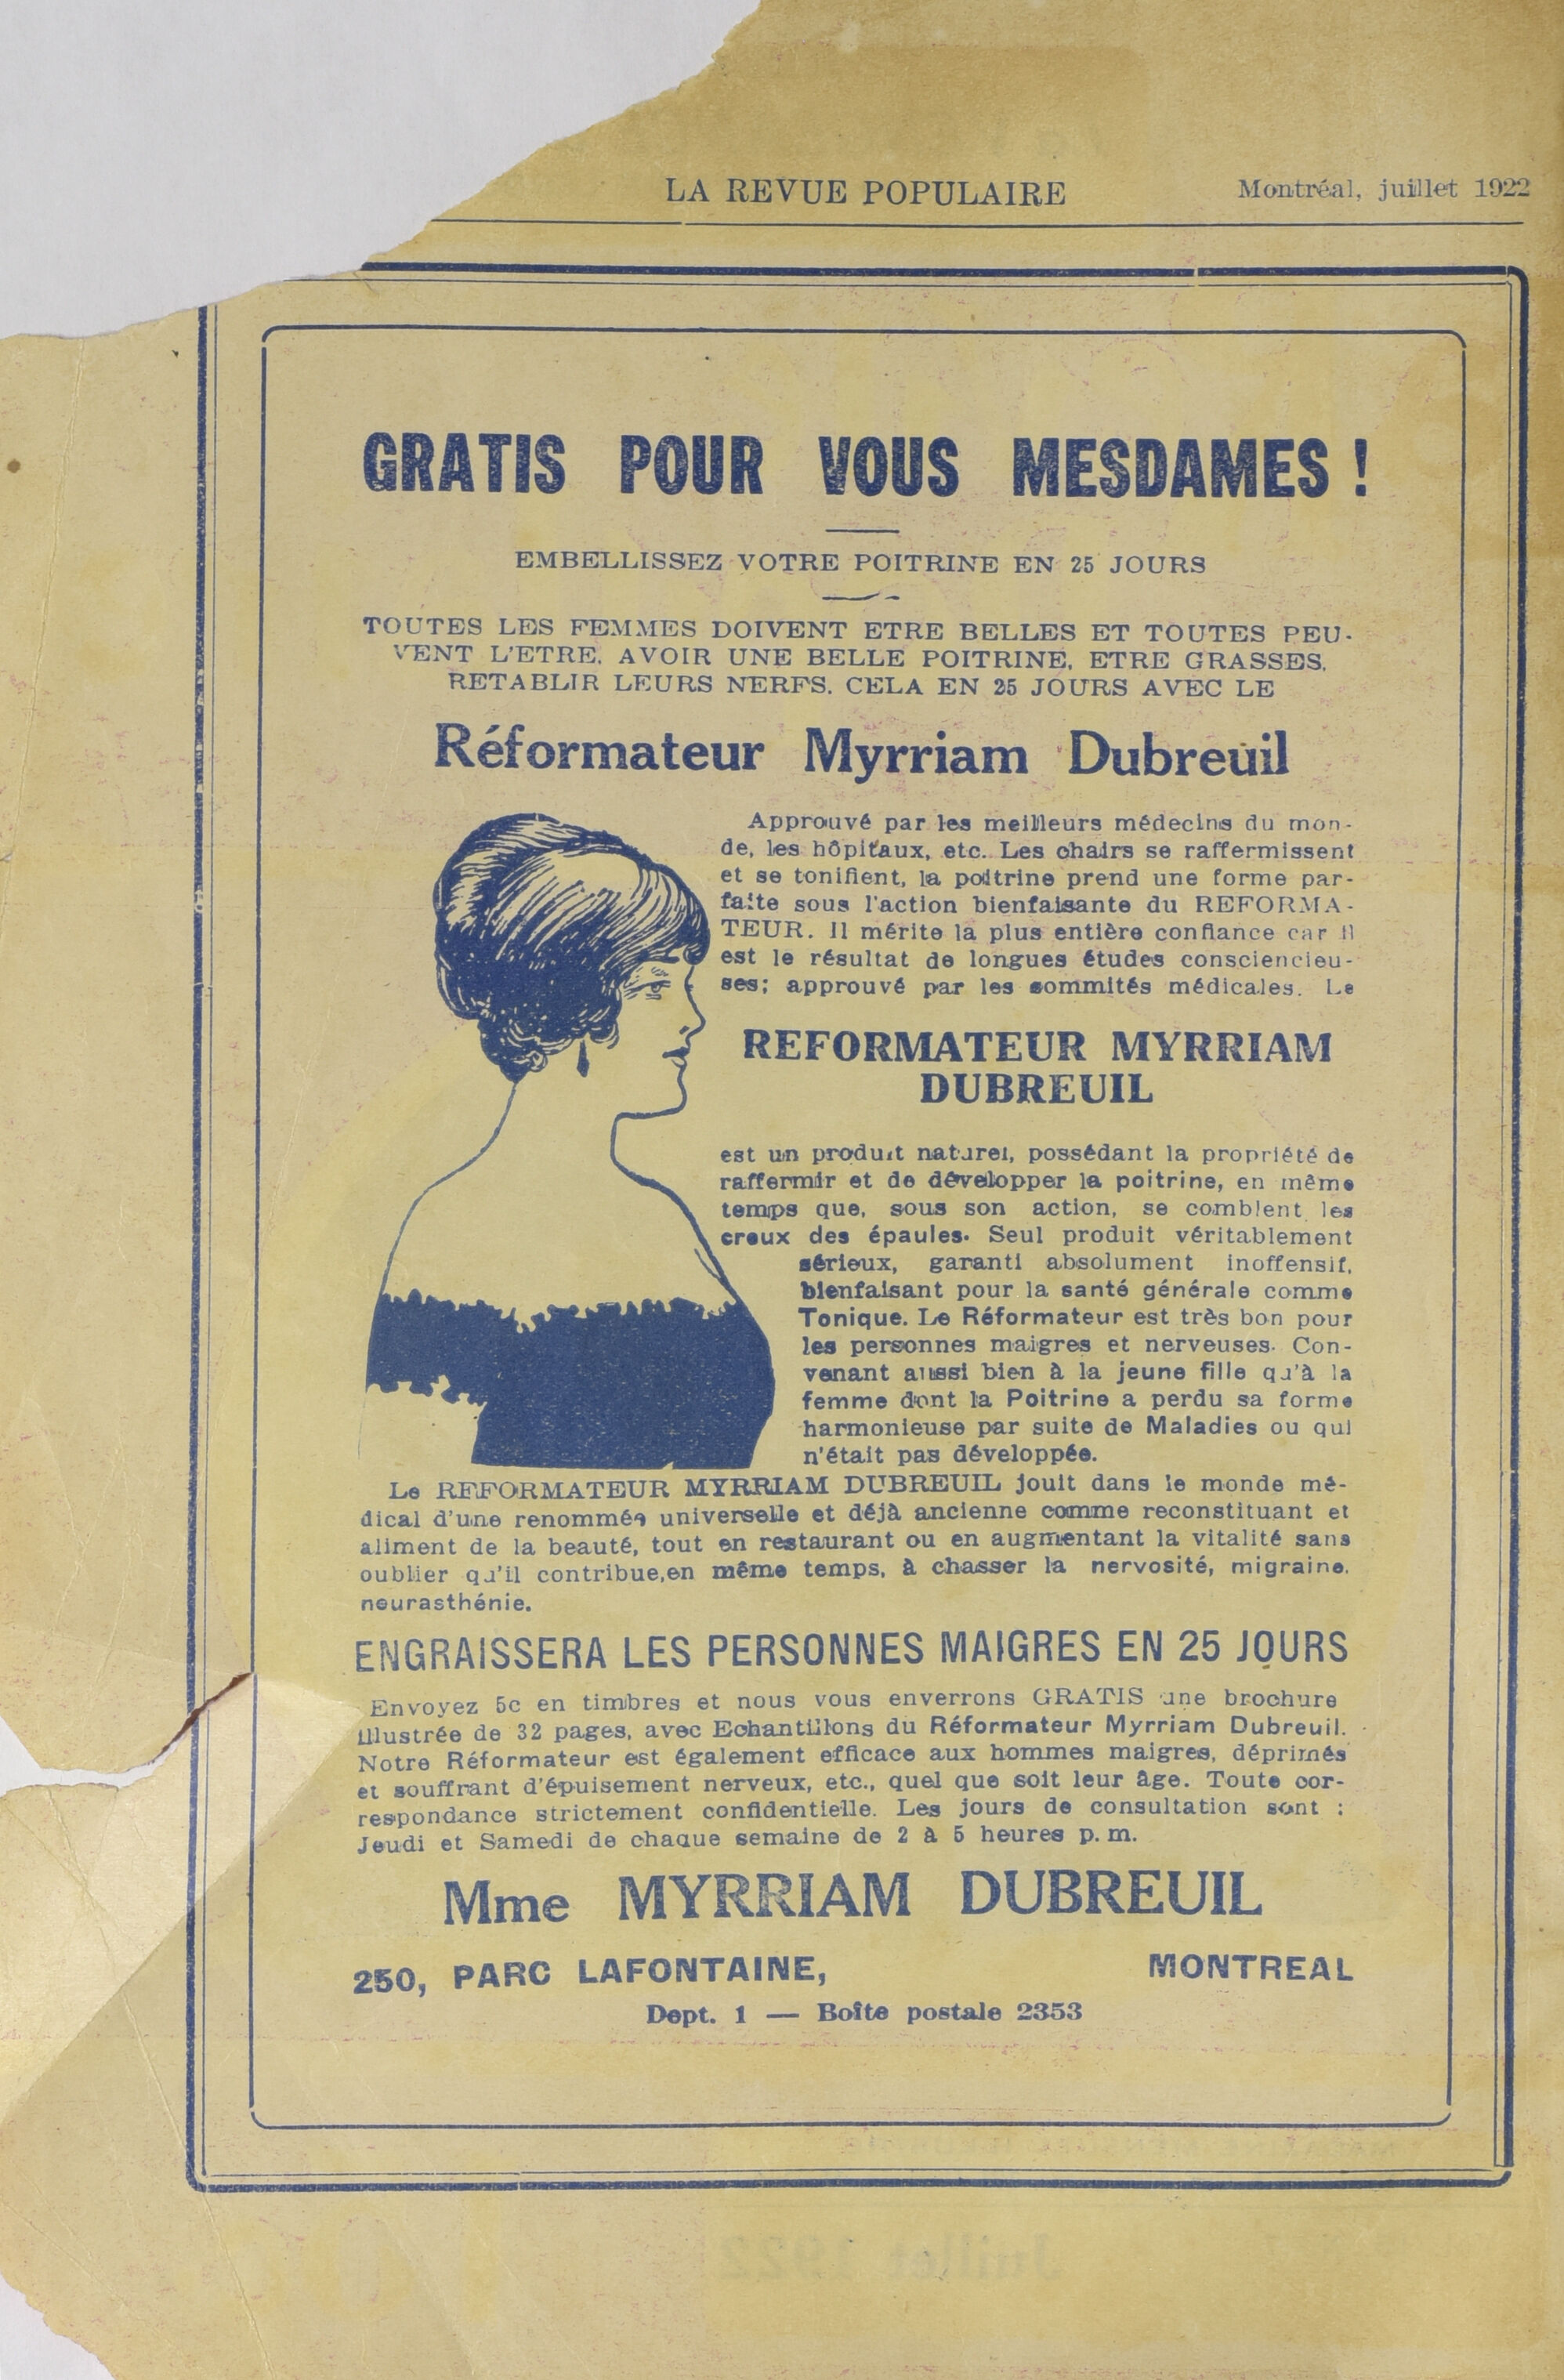 LA REVUE POPULAIRE Montréal, juillet 1922
GRATIS POUR VOUS MESDAMES !
EMBELLISSEZ VOTRE POITRINE EN 25 JOURS
TOUTES LES FEMMES DOIVENT ETRE BELLES ET TOUTES PEU-
VENT L'ETRE. AVOIR UNE BELLE POITRINE, ETRE GRASSES,
RETABLIR LEURS NERFS. CELA EN 25 JOURS AVEC LE
Réformateur Myrriam Dubreuil
Approuvé par les meilleurs médecins du mon-
de, les hôpitaux, etc. Les chairs se raffermissent
et se tonifient, la poitrine prend une forme par-
faite sous l'action bienfaisante du REFORMA-
TEUR. Il mérite la plus entière confiance car il
est le résultat de longues études consciencieu-
ses; approuvé par les sommités médicales. Le
REFORMATEUR MYRRIAM
DUBREUIL
est un produit naturel, possédant la propriété de
raffermir et de développer la poitrine, en même
temps que, sous son action, se comblent les
creux des épaules. Seul produit véritablement
sérieux, garanti absolument inoffensif,
bienfaisant pour la santé générale comme
Tonique. Le Réformateur est très bon pour
les personnes maigres et nerveuses. Con-
venant aussi bien à la jeune fille qu'à la
femme dont la Poitrine a perdu sa forme
harmonieuse par suite de Maladies ou qui
n'était pas développée.
Le REFORMATEUR MYRRIAM DUBREUIL jouit dans le monde mé-
dical d'une renommée universelle et déjà ancienne comme reconstituant et
aliment de la beauté, tout en restaurant ou en augmentant la vitalité sans
oublier qu'il contribue,en même temps, à chasser la nervosité, migraine,
neurasthénie.
ENGRAISSERA LES PERSONNES MAIGRES EN 25 JOURS
Envoyez 5c en timbres et nous vous enverrons GRATIS une brochure
illustrée de 32 pages, avec Echantillons du Réformateur Myrriam Dubreuil.
Notre Réformateur est également efficace aux hommes maigres, déprimés
et souffrant d'épuisement nerveux, etc., quel que soit leur âge. Toute cor-
respondance strictement confidentielle. Les jours de consultation sont :
Jeudi et Samedi de chaque semaine de 2 à 5 heures p. m.
Mme MYRRIAM DUBREUIL
250, PARC LAFONTAINE, MONTREAL
Dept. 1 — Boîte postale 2353
Juillet 1922